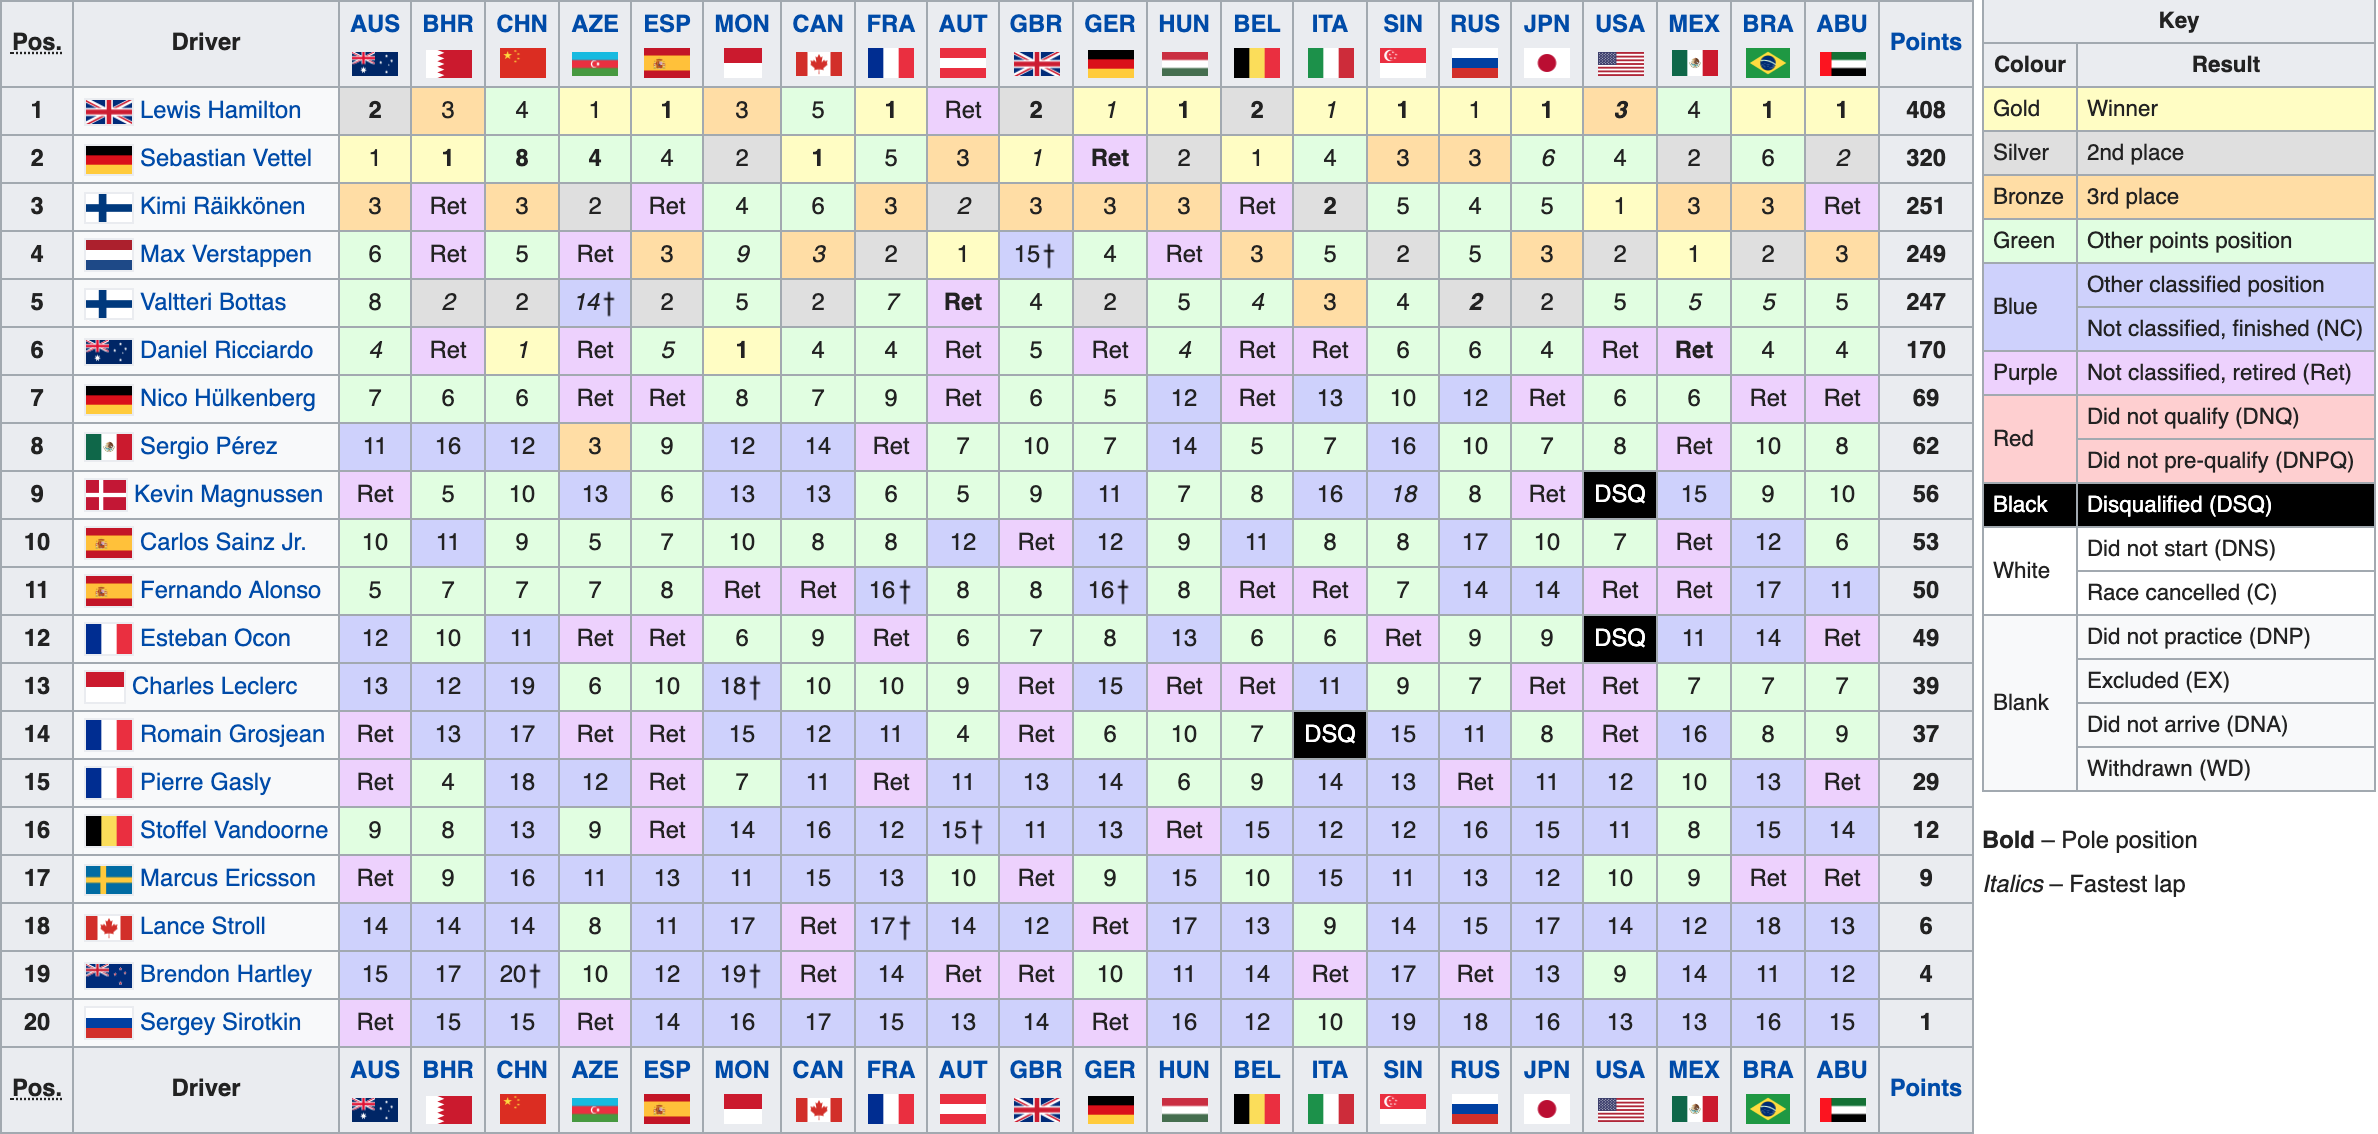 Pos. Driver AUS BHR CHN AZE ESP MON CAN FRA AUT GBR GER HUN BEL ITA SIN RUS JPN USA MEX BRA ABU Points
1 Lewis Hamilton 2 3 4 1 1 3 5 1 Ret 2 1 1 2 1 1 1 1 3 4 1 1 408
2 Sebastian Vettel 1 1 8 4 4 2 1 5 3 1 Ret 2 1 4 3 3 6 4 2 6 2 320
3 Kimi Räikkönen 3 Ret 3 2 Ret 4 6 3 2 3 3 3 Ret 2 5 4 5 1 3 3 Ret 251
4 Max Verstappen 6 Ret 5 Ret 3 9 3 2 1 15† 4 Ret 3 5 2 5 3 2 1 2 3 249
5 Valtteri Bottas 8 2 2 14† 2 5 2 7 Ret 4 2 5 4 3 4 2 2 5 5 5 5 247
6 Daniel Ricciardo 4 Ret 1 Ret 5 1 4 4 Ret 5 Ret 4 Ret Ret 6 6 4 Ret Ret 4 4 170
7 Nico Hülkenberg 7 6 6 Ret Ret 8 7 9 Ret 6 5 12 Ret 13 10 12 Ret 6 6 Ret Ret 69
8 Sergio Pérez 11 16 12 3 9 12 14 Ret 7 10 7 14 5 7 16 10 7 8 Ret 10 8 62
9 Kevin Magnussen Ret 5 10 13 6 13 13 6 5 9 11 7 8 16 18 8 Ret DSQ 15 9 10 56
10 Carlos Sainz Jr. 10 11 9 5 7 10 8 8 12 Ret 12 9 11 8 8 17 10 7 Ret 12 6 53
11 Fernando Alonso 5 7 7 7 8 Ret Ret 16† 8 8 16† 8 Ret Ret 7 14 14 Ret Ret 17 11 50
12 Esteban Ocon 12 10 11 Ret Ret 6 9 Ret 6 7 8 13 6 6 Ret 9 9 DSQ 11 14 Ret 49
13 Charles Leclerc 13 12 19 6 10 18† 10 10 9 Ret 15 Ret Ret 11 9 7 Ret Ret 7 7 7 39
14 Romain Grosjean Ret 13 17 Ret Ret 15 12 11 4 Ret 6 10 7 DSQ 15 11 8 Ret 16 8 9 37
15 Pierre Gasly Ret 4 18 12 Ret 7 11 Ret 11 13 14 6 9 14 13 Ret 11 12 10 13 Ret 29
16 Stoffel Vandoorne 9 8 13 9 Ret 14 16 12 15† 11 13 Ret 15 12 12 16 15 11 8 15 14 12
17 Marcus Ericsson Ret 9 16 11 13 11 15 13 10 Ret 9 15 10 15 11 13 12 10 9 Ret Ret 9
18 Lance Stroll 14 14 14 8 11 17 Ret 17† 14 12 Ret 17 13 9 14 15 17 14 12 18 13 6
19 Brendon Hartley 15 17 20† 10 12 19† Ret 14 Ret Ret 10 11 14 Ret 17 Ret 13 9 14 11 12 4
20 Sergey Sirotkin Ret 15 15 Ret 14 16 17 15 13 14 Ret 16 12 10 19 18 16 13 13 16 15 1
Pos. Driver AUS BHR CHN AZE ESP MON CAN FRA AUT GBR GER HUN BEL ITA SIN RUS JPN USA MEX BRA ABU Points
Key
Colour Result
Gold Winner
Silver 2nd place
Bronze 3rd place
Green Other points position
Blue Other classified position
Not classified, finished (NC)
Purple Not classified, retired (Ret)
Red Did not qualify (DNQ)
Did not pre-qualify (DNPQ)
Black Disqualified (DSQ)
White Did not start (DNS)
Race cancelled (C)
Blank Did not practice (DNP)
Excluded (EX)
Did not arrive (DNA)
Withdrawn (WD)
Bold – Pole position
Italics – Fastest lap